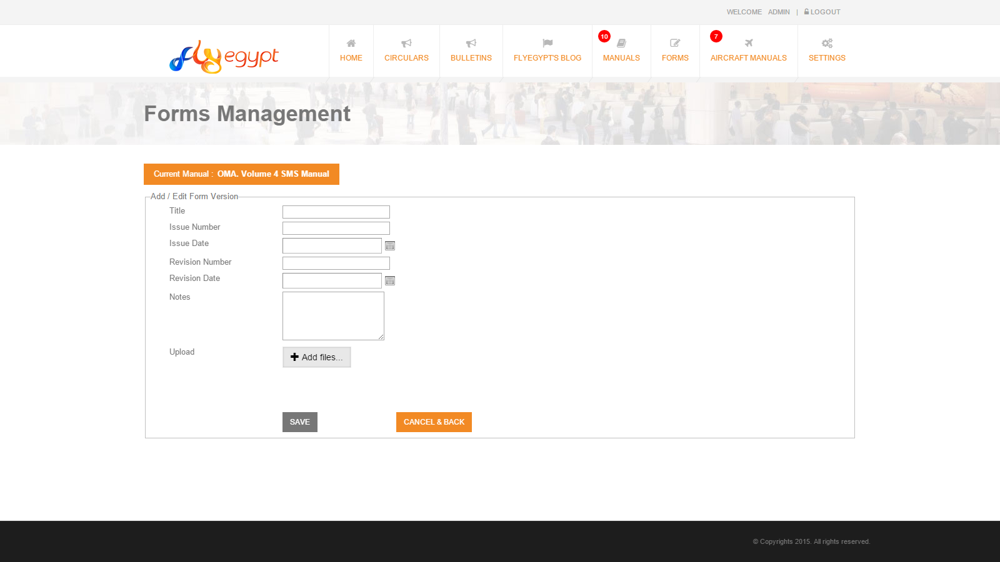 WELCOME ADMIN | LOGOUT
flyegypt
HOME
CIRCULARS
BULLETINS
FLYEGYPT'S BLOG
10
MANUALS
FORMS
7
AIRCRAFT MANUALS
SETTINGS
Forms Management
Current Manual : OMA. Volume 4 SMS Manual
Add / Edit Form Version
Title
Issue Number
Issue Date
Revision Number
Revision Date
Notes
Upload
Add files...
SAVE
CANCEL & BACK
© Copyrights 2015. All rights reserved.